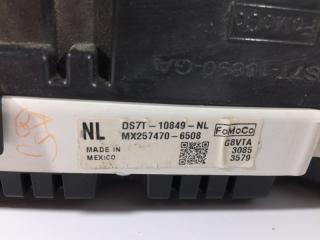 NL
DS7T-10849-NL
MX257470-6508
FoMoCo
G8VTA
3085
3579
MADE IN
MEXICO